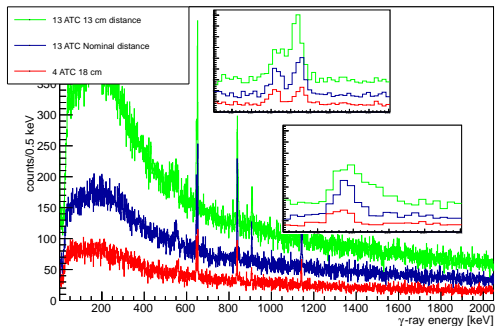 13 ATC 13 cm distance
13 ATC Nominal distance
4 ATC 18 cm
counts/0.5 keV
350
300
250
200
150
100
50
0
200 400 600 800 1000 1200 1400 1600 1800 2000
γ-ray energy [keV]